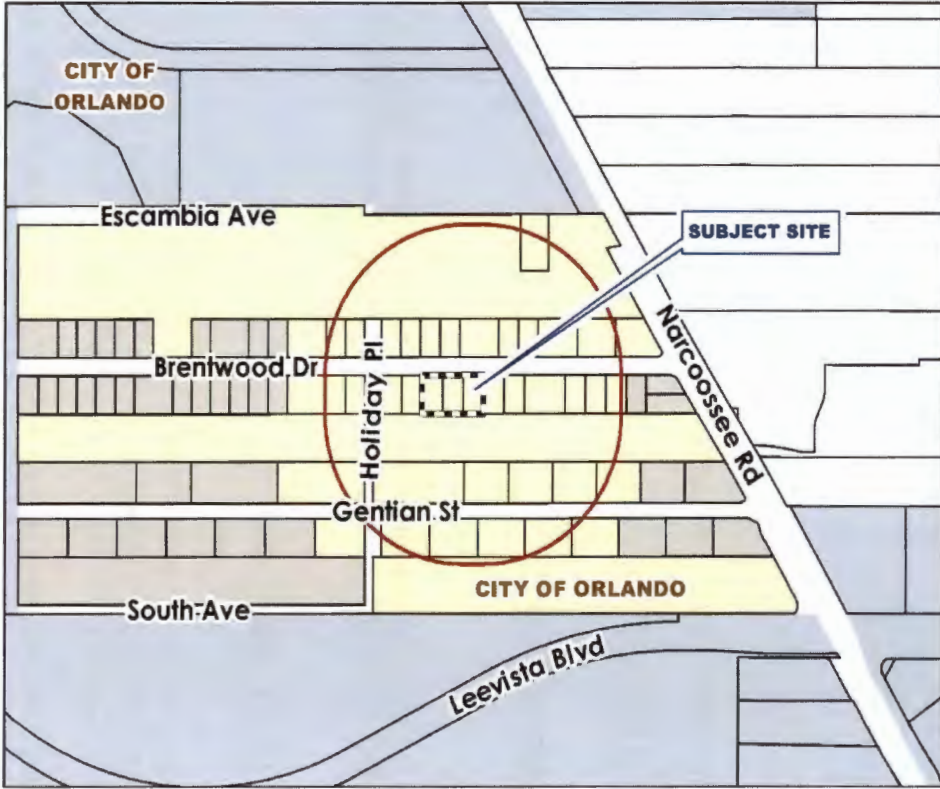 CITY OF
ORLANDO
Escambia Ave
SUBJECT SITE
Brentwood Dr
Holiday Pl
Narcoossee Rd
Gentian St
CITY OF ORLANDO
South Ave
Leevista Blvd